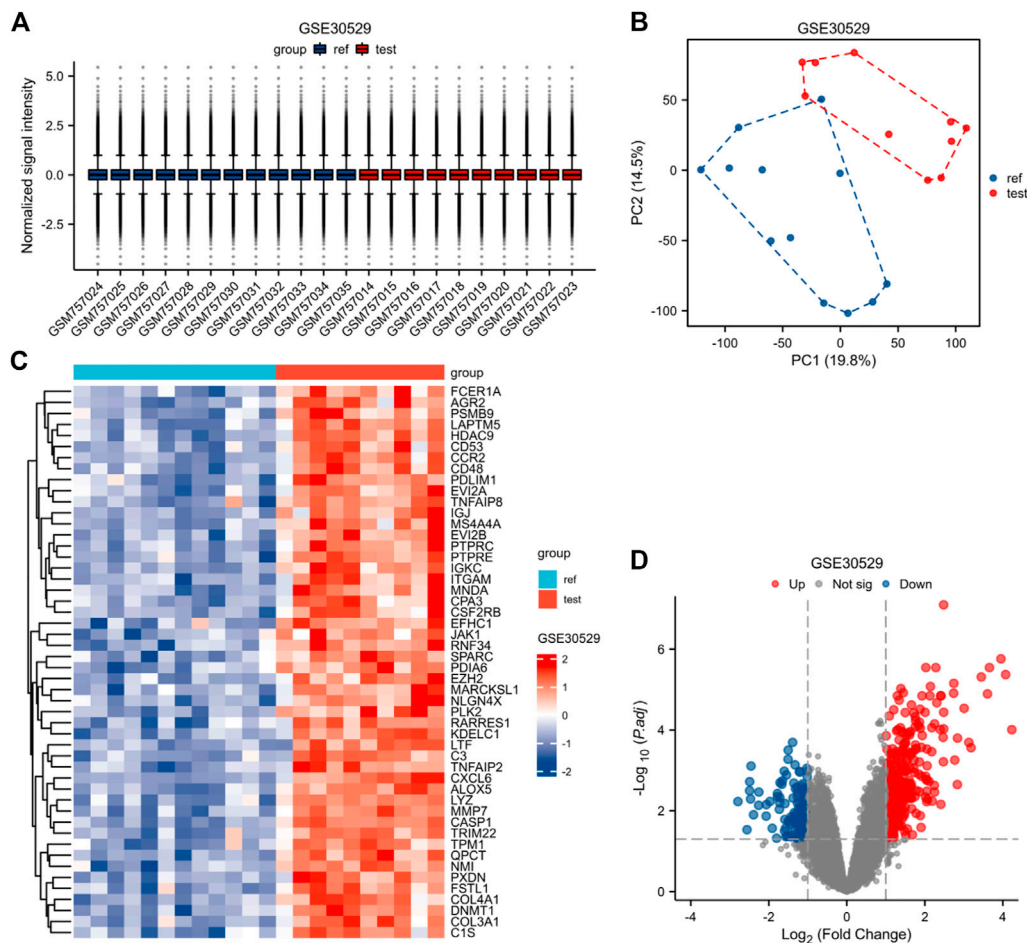 A
GSE30529
group ref test
Normalized signal intensity
5.0
2.5
0.0
-2.5
GSM757024
GSM757025
GSM757026
GSM757027
GSM757028
GSM757029
GSM757030
GSM757031
GSM757032
GSM757033
GSM757034
GSM757035
GSM757014
GSM757015
GSM757016
GSM757017
GSM757018
GSM757019
GSM757020
GSM757021
GSM757022
GSM757023
B
GSE30529
PC2 (14.5%)
50
0
-50
-100
-100 -50 0 50 100
PC1 (19.8%)
ref
test
C
group
FCER1A
AGR2
PSMB9
LAPTM5
HDAC9
CD53
CCR2
CD48
PDLIM1
EVI2A
TNFAIP8
IGJ
MS4A4A
EVI2B
PTPRC
PTPRE
IGKC
ITGAM
MNDA
CPA3
CSF2RB
EFHC1
JAK1
RNF34
SPARC
PDIA6
EZH2
MARCKSL1
NLGN4X
PLK2
RARRES1
KDELC1
LTF
C3
TNFAIP2
CXCL6
ALOX5
LYZ
MMP7
CASP1
TRIM22
TPM1
QPCT
NMI
PXDN
FSTL1
COL4A1
DNMT1
COL3A1
C1S
group
ref
test
GSE30529
2
1
0
-1
-2
D
GSE30529
Up Not sig Down
-Log10 (P.adj)
6
4
2
0
-4 -2 0 2 4
Log2 (Fold Change)